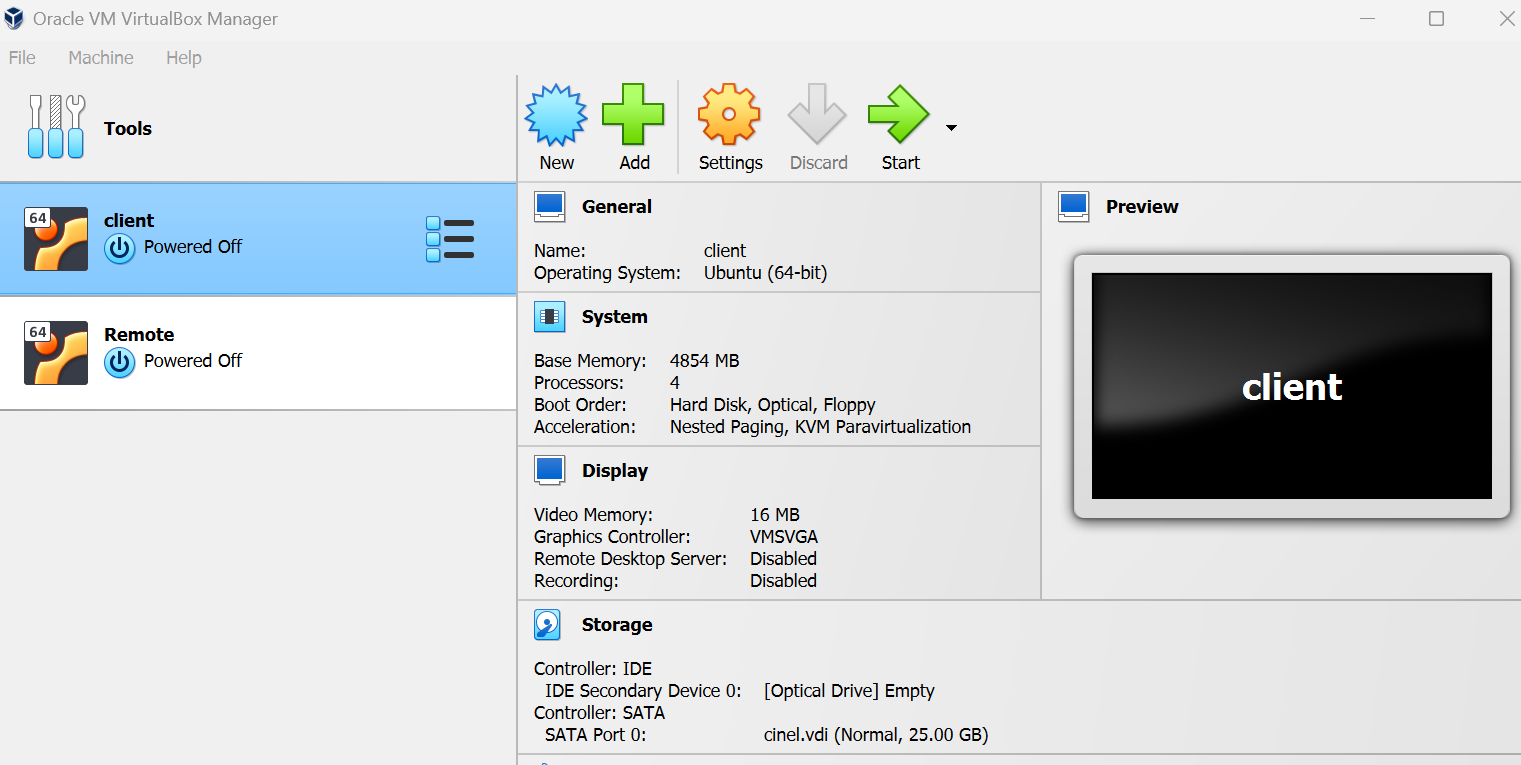 Oracle VM VirtualBox Manager
File Machine Help
Tools
New Add Settings Discard Start
64
client
Powered Off
64
Remote
Powered Off
General
Name: client
Operating System: Ubuntu (64-bit)
System
Base Memory: 4854 MB
Processors: 4
Boot Order: Hard Disk, Optical, Floppy
Acceleration: Nested Paging, KVM Paravirtualization
Display
Video Memory: 16 MB
Graphics Controller: VMSVGA
Remote Desktop Server: Disabled
Recording: Disabled
Storage
Controller: IDE
IDE Secondary Device 0: [Optical Drive] Empty
Controller: SATA
SATA Port 0: cinel.vdi (Normal, 25.00 GB)
Preview
client